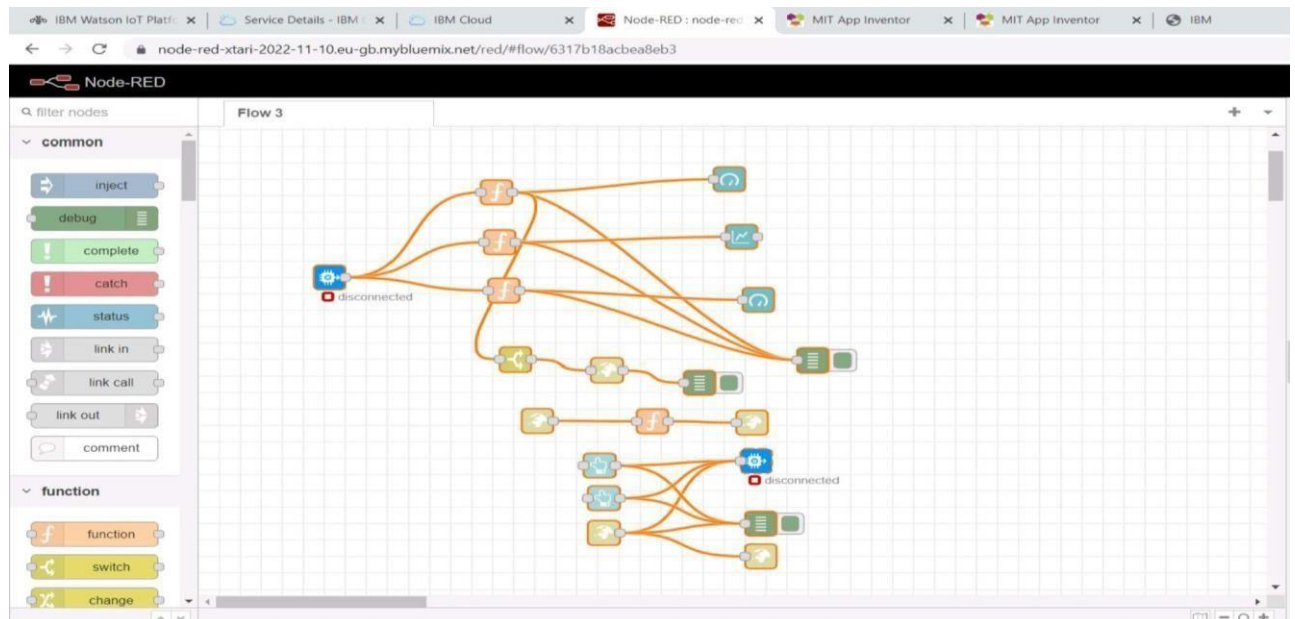 IBM Watson IoT Platf
Service Details - IBM
IBM Cloud
Node-RED : node-red
MIT App Inventor
MIT App Inventor
IBM
node-red-xtari-2022-11-10.eu-gb.mybluemix.net/red/#flow/6317b18acbea8eb3
Node-RED
filter nodes
Flow 3
common
inject
debug
complete
catch
status
link in
link call
link out
comment
function
function
switch
change
disconnected
disconnected